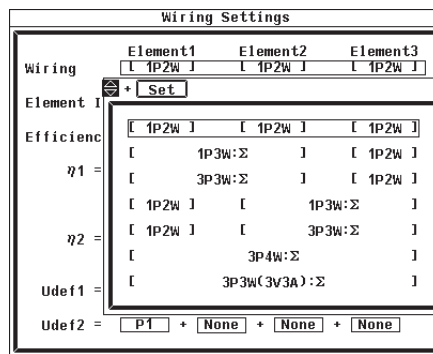 Wiring Settings
Element1 Element2 Element3
Wiring [ 1P2W ] [ 1P2W ] [ 1P2W ]
+ Set
Element I
[ 1P2W ] [ 1P2W ] [ 1P2W ]
Efficienc
[ 1P3W:Σ ] [ 1P2W ]
η1 = [ 3P3W:Σ ] [ 1P2W ]
[ 1P2W ] [ 1P3W:Σ ]
η2 = [ 1P2W ] [ 3P3W:Σ ]
[ 3P4W:Σ ]
[ 3P3W(3V3A):Σ ]
Udef1 =
Udef2 = P1 + None + None + None